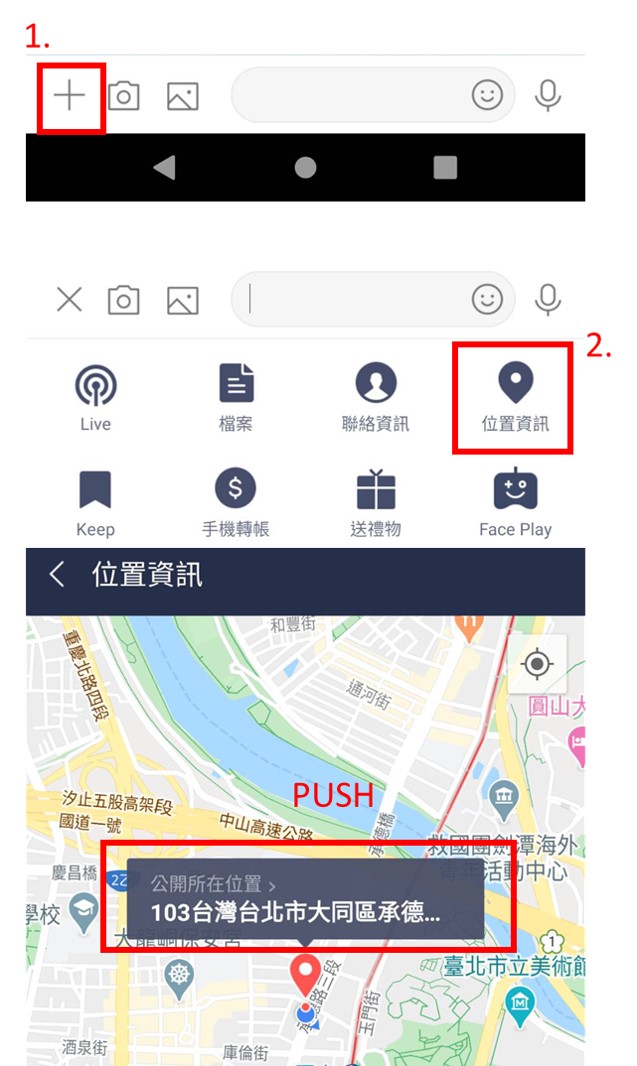 1.
2.
Live
檔案
聯絡資訊
位置資訊
Keep
手機轉帳
送禮物
Face Play
位置資訊
和豐街
重慶北路四段
通河街
圓山大
PUSH
汐止五股高架段
國道一號
中山高速公路
承德橋
救國團劍潭海外
青年活動中心
慶昌橋
22
公開所在位置 >
103台灣台北市大同區承德...
學校
大龍峒保安宮
1
臺北市立美術館
承德路三段
玉門街
酒泉街
庫倫街